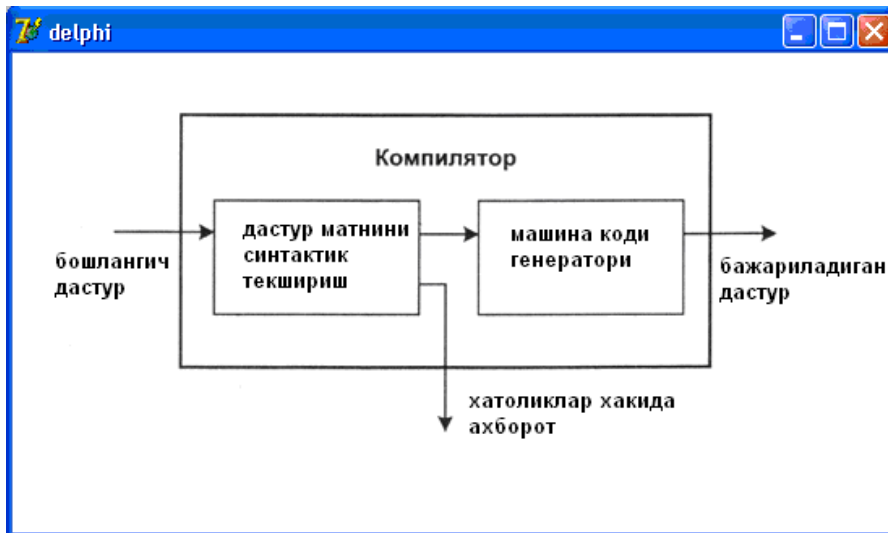 delphi
Компилятор
дастур матнини
синтактик
текшириш
машина коди
генератори
бошлангич
дастур
бажариладиган
дастур
хатоликлар хакида
ахборот